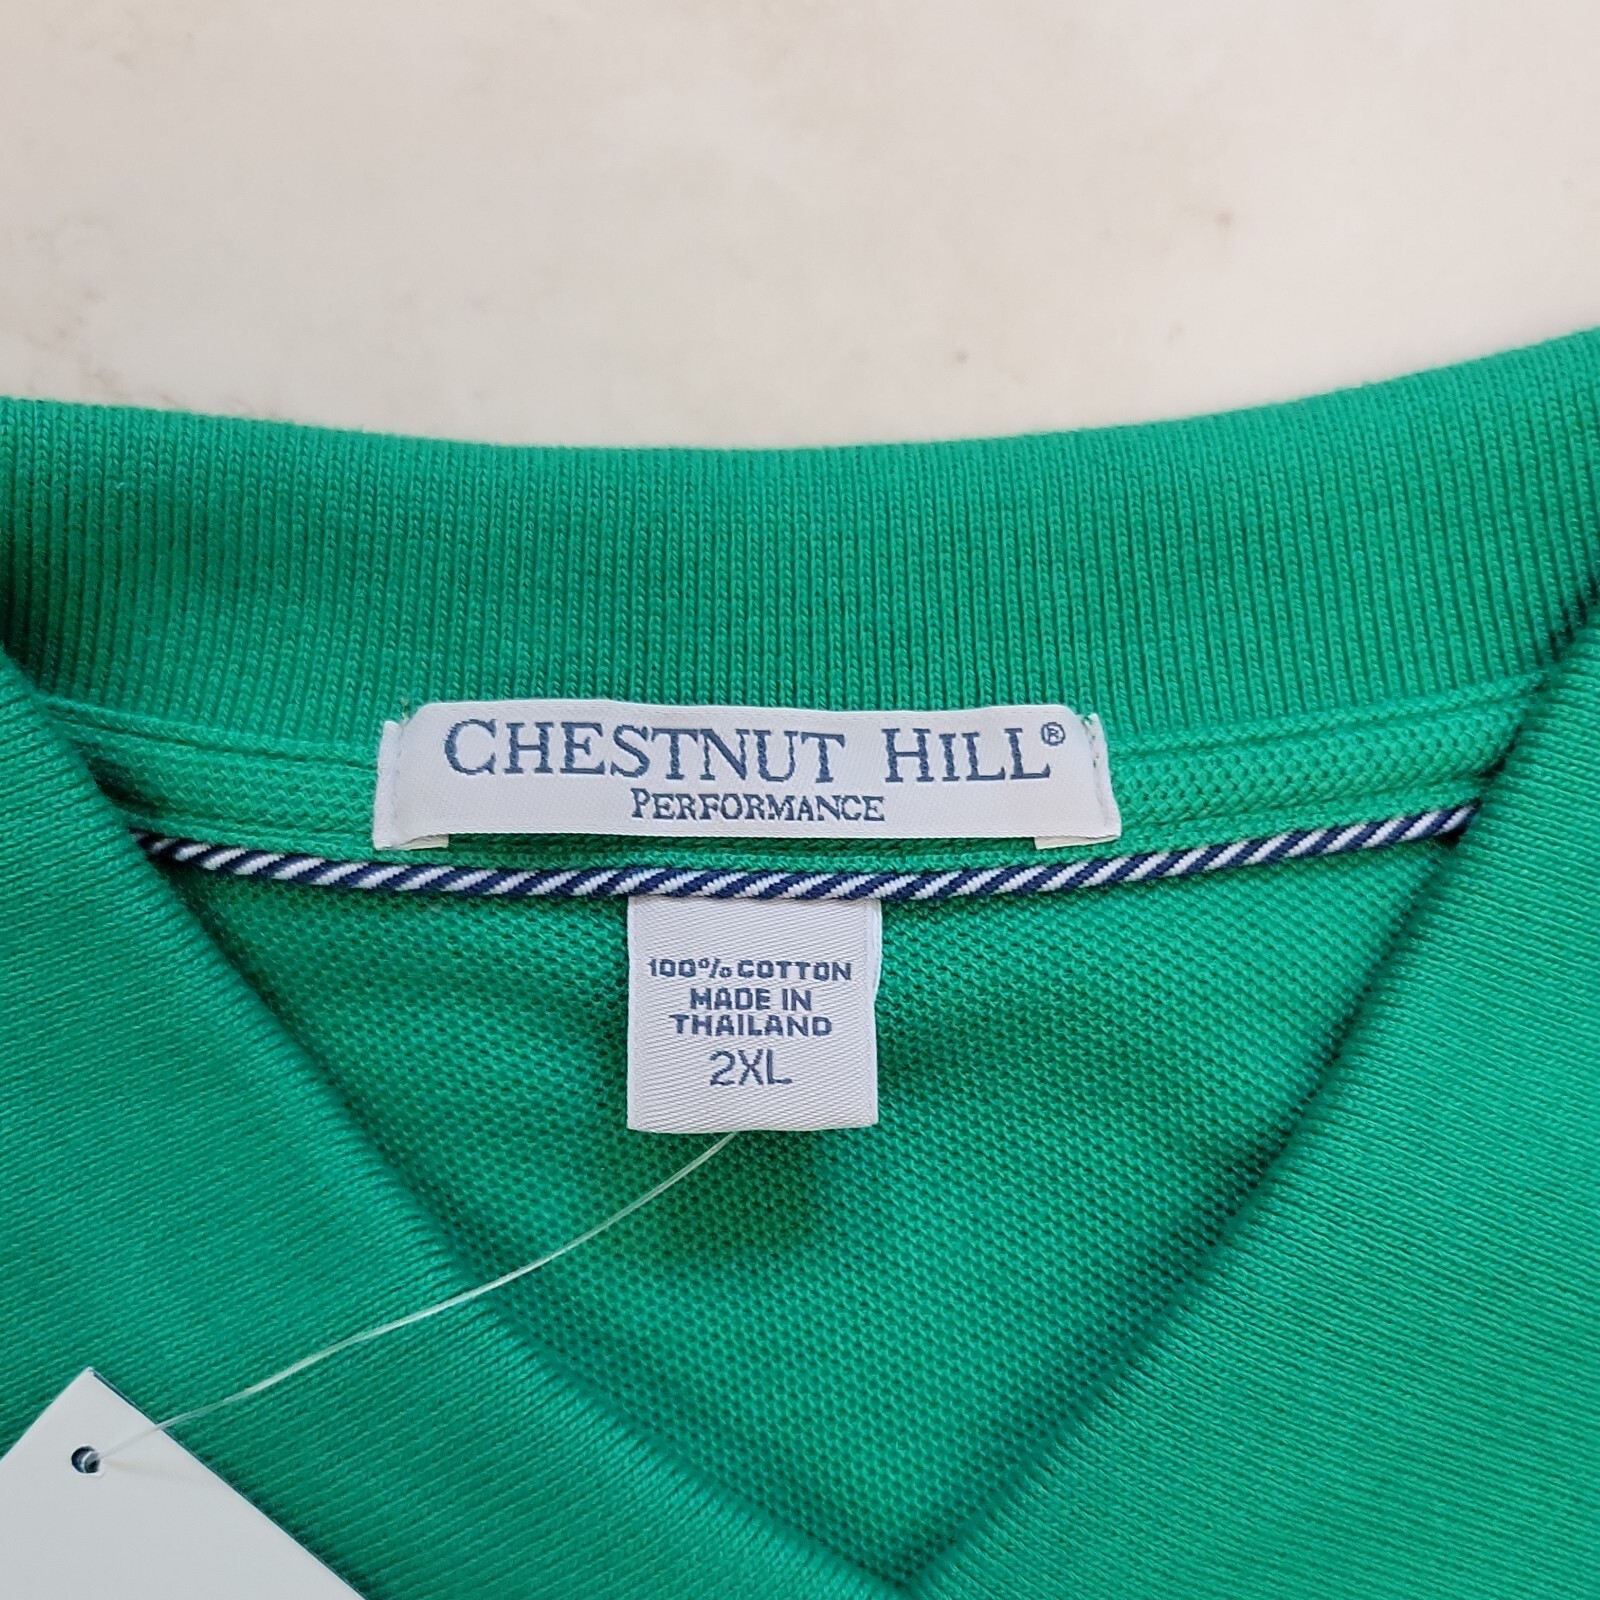 CHESTNUT HILL®
PERFORMANCE
100% COTTON
MADE IN
THAILAND
2XL